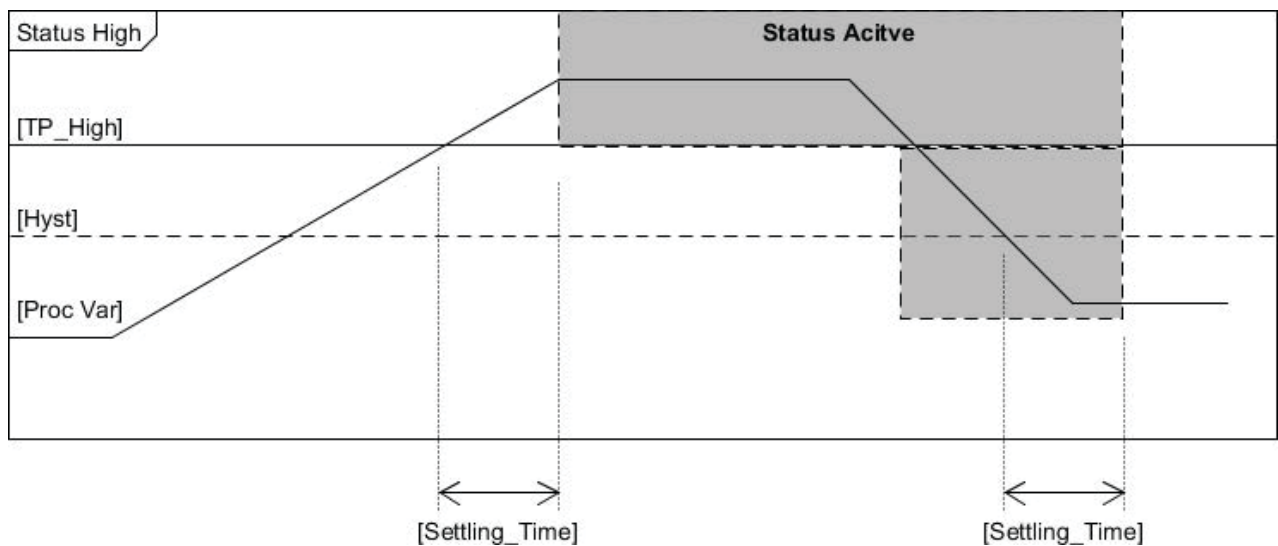 Status High
Status Acitve
[TP_High]
[Hyst]
[Proc Var]
[Settling_Time]
[Settling_Time]